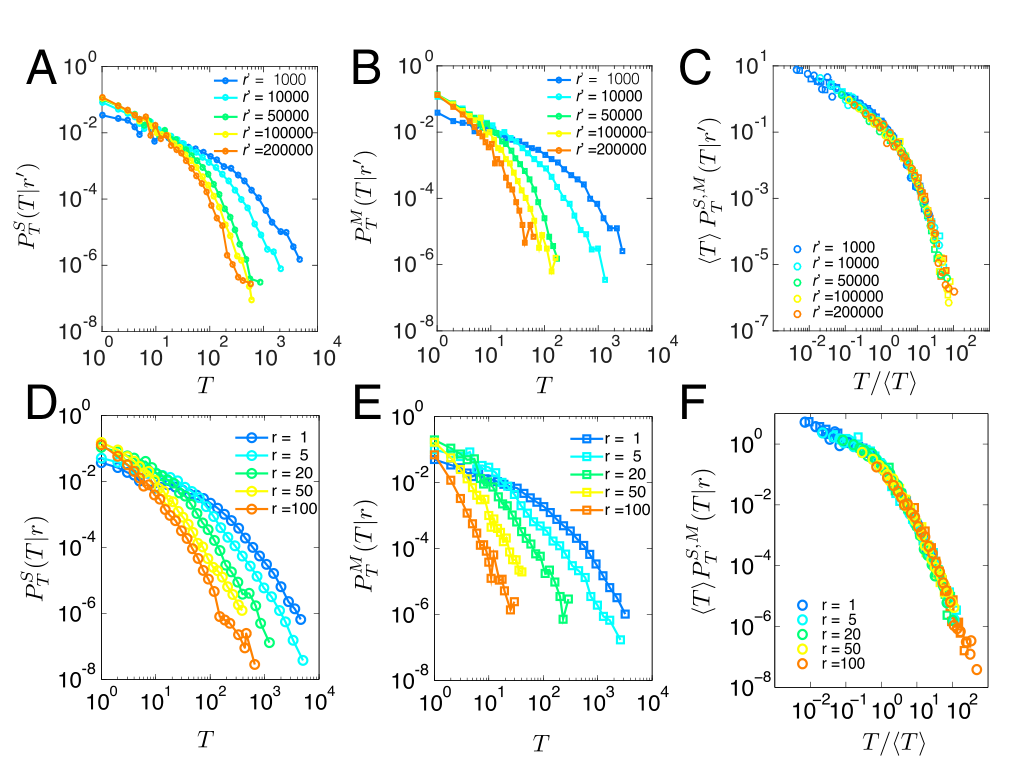 A
10^0
10^-2
10^-4
10^-6
10^-8
P_T^S(T|r′)
r' = 1000
r' = 10000
r' = 50000
r' =100000
r' =200000
10^0 10^1 10^2 10^3 10^4
T
B
10^0
10^-2
10^-4
10^-6
10^-8
P_T^M(T|r′)
r' = 1000
r' = 10000
r' = 50000
r' =100000
r' =200000
10^0 10^1 10^2 10^3 10^4
T
C
10^1
10^-1
10^-3
10^-5
10^-7
⟨T⟩P_T^{S,M}(T|r′)
r' = 1000
r' = 10000
r' = 50000
r' =100000
r' =200000
10^-2 10^-1 10^0 10^1 10^2
T/⟨T⟩
D
10^0
10^-2
10^-4
10^-6
10^-8
P_T^S(T|r)
r = 1
r = 5
r = 20
r = 50
r =100
10^0 10^1 10^2 10^3 10^4
T
E
10^0
10^-2
10^-4
10^-6
10^-8
P_T^M(T|r)
r = 1
r = 5
r = 20
r = 50
r =100
10^0 10^1 10^2 10^3 10^4
T
F
10^0
10^-2
10^-4
10^-6
10^-8
⟨T⟩P_T^{S,M}(T|r)
r = 1
r = 5
r = 20
r = 50
r =100
10^-2 10^-1 10^0 10^1 10^2
T/⟨T⟩